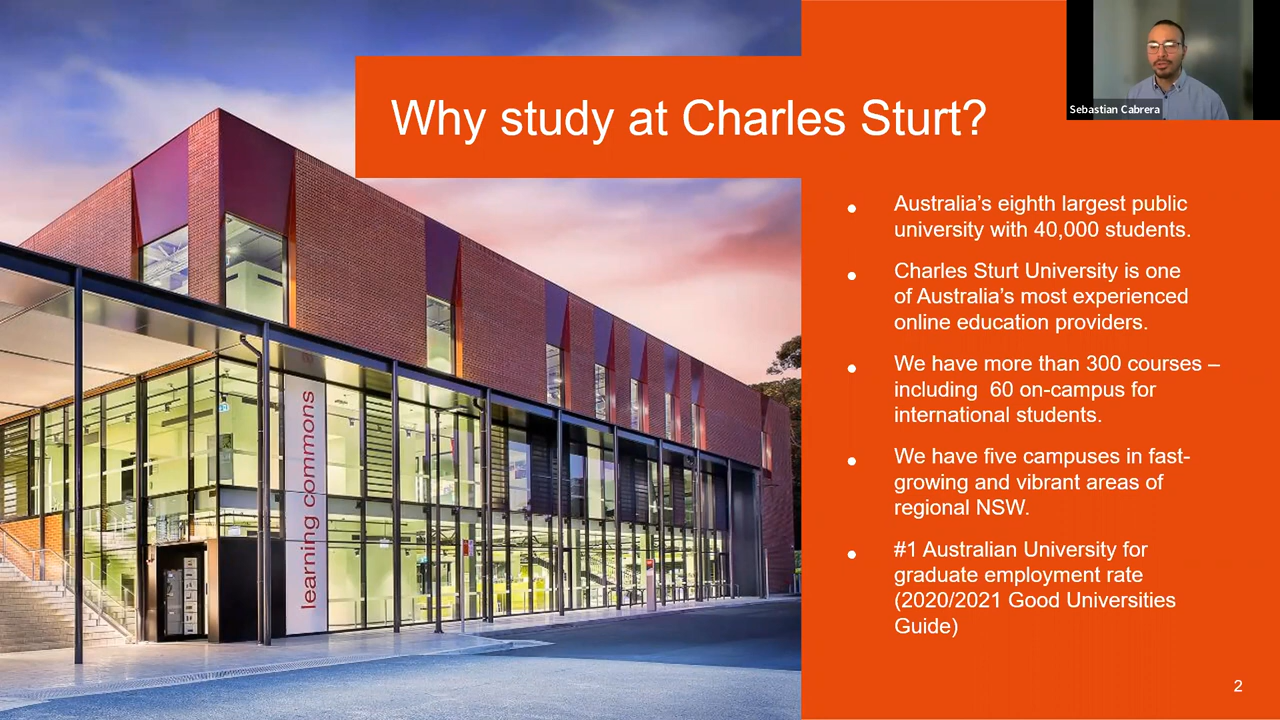 Why study at Charles Sturt?
Sebastian Cabrera
• Australia’s eighth largest public
university with 40,000 students.
• Charles Sturt University is one
of Australia’s most experienced
online education providers.
• We have more than 300 courses –
including  60 on-campus for
international students.
• We have five campuses in fast-
growing and vibrant areas of
regional NSW.
• #1 Australian University for
graduate employment rate
(2020/2021 Good Universities
Guide)
learning commons
2